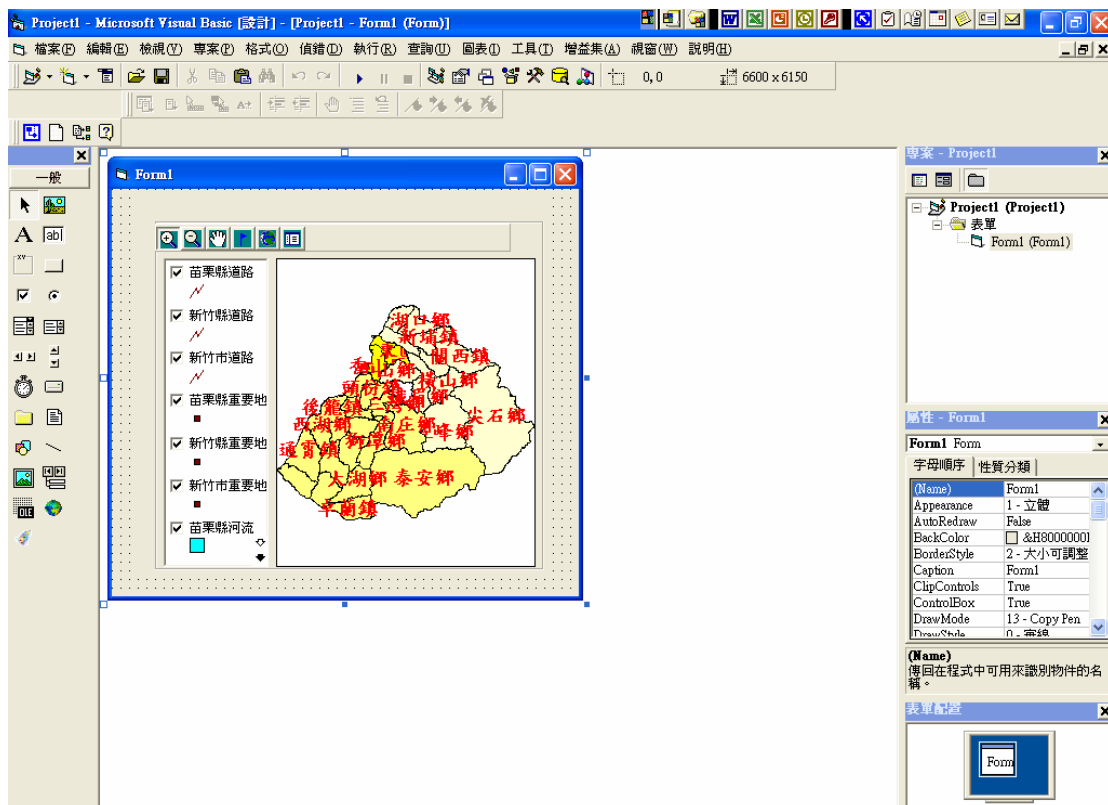 Project1 - Microsoft Visual Basic [設計] - [Project1 - Form1 (Form)]
檔案(F) 編輯(E) 檢視(V) 專案(P) 格式(O) 偵錯(D) 執行(R) 查詢(U) 圖表(I) 工具(T) 增益集(A) 視窗(W) 說明(H)
0, 0 6600 x 6150
一般
A ab|
OLE
Form1
苗栗縣道路
新竹縣道路
新竹市道路
苗栗縣重要地
新竹縣重要地
新竹市重要地
苗栗縣河流
湖口鄉
新埔鎮
關西鎮
橫山鄉
頭份鎮
尖石鄉
後龍鎮
西湖鄉
南庄鄉
通霄鎮
大湖鄉 泰安鄉
卓蘭鎮
專案 - Project1
Project1 (Project1)
表單
Form1 (Form1)
屬性 - Form1
Form1 Form
字母順序 性質分類
(Name) Form1
Appearance 1 - 立體
AutoRedraw False
BackColor &H8000000
BorderStyle 2 - 大小可調整
Caption Form1
ClipControls True
ControlBox True
DrawMode 13 - Copy Pen
DrawStyle 0 - 實線
(Name)
傳回在程式中可用來識別物件的名
稱。
表單配置
Form